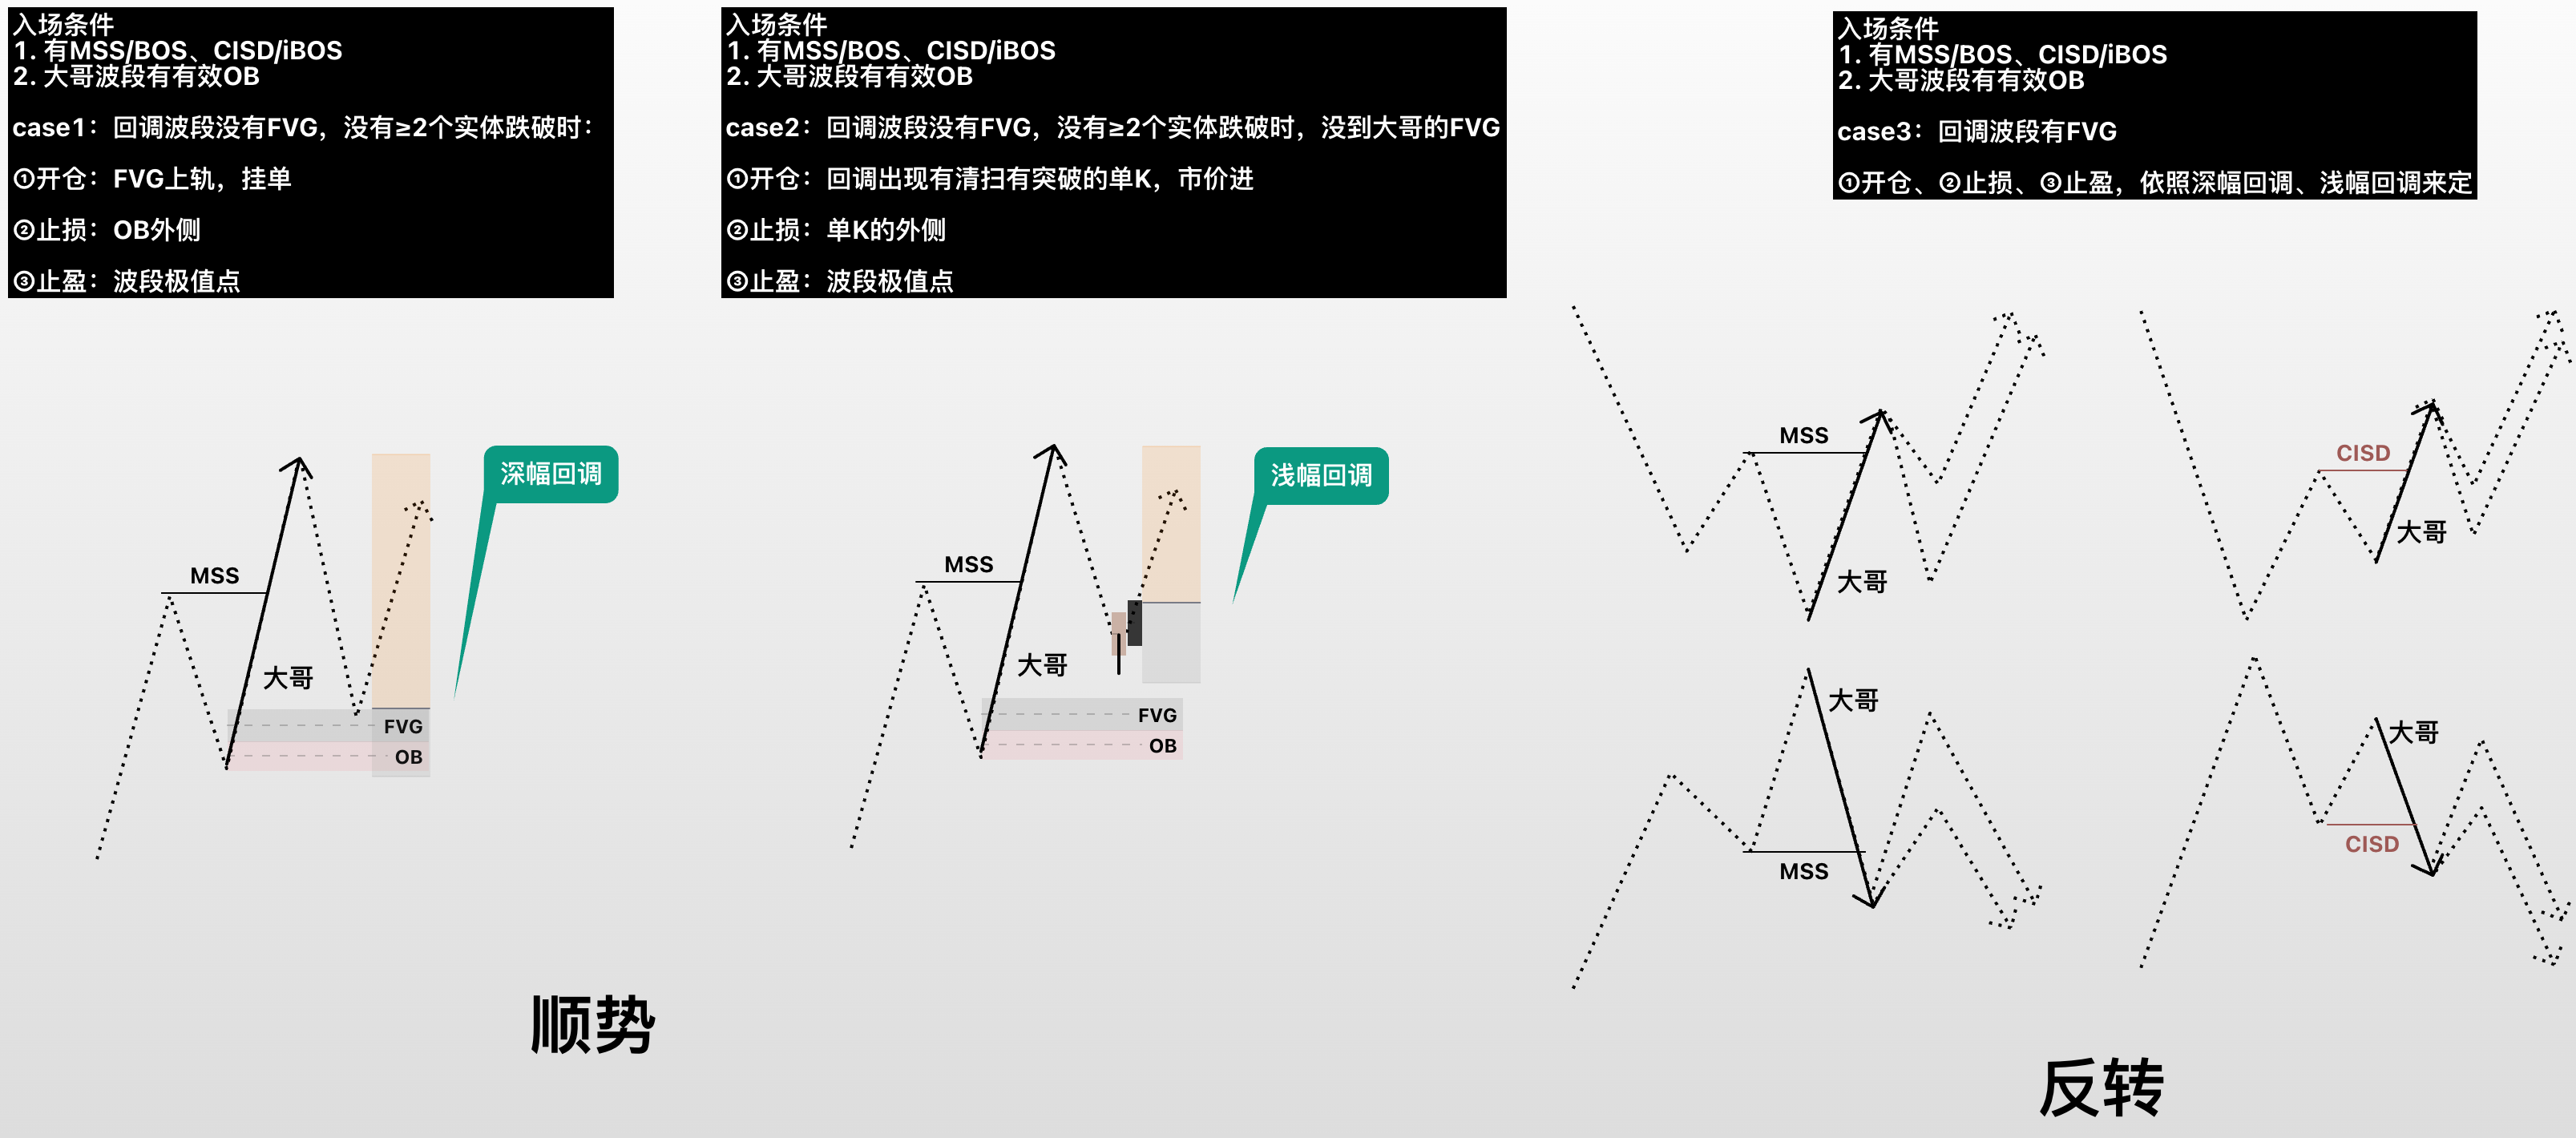 入场条件
1. 有MSS/BOS、CISD/iBOS
2. 大哥波段有有效OB
case1：回调波段没有FVG，没有≥2个实体跌破时：
①开仓：FVG上轨，挂单
②止损：OB外侧
③止盈：波段极值点
入场条件
1. 有MSS/BOS、CISD/iBOS
2. 大哥波段有有效OB
case2：回调波段没有FVG，没有≥2个实体跌破时，没到大哥的FVG
①开仓：回调出现有清扫有突破的单K，市价进
②止损：单K的外侧
③止盈：波段极值点
入场条件
1. 有MSS/BOS、CISD/iBOS
2. 大哥波段有有效OB
case3：回调波段有FVG
①开仓、②止损、③止盈，依照深幅回调、浅幅回调来定
深幅回调
MSS
大哥
FVG
OB
浅幅回调
MSS
大哥
FVG
OB
顺势
MSS
大哥
CISD
大哥
大哥
MSS
大哥
CISD
反转